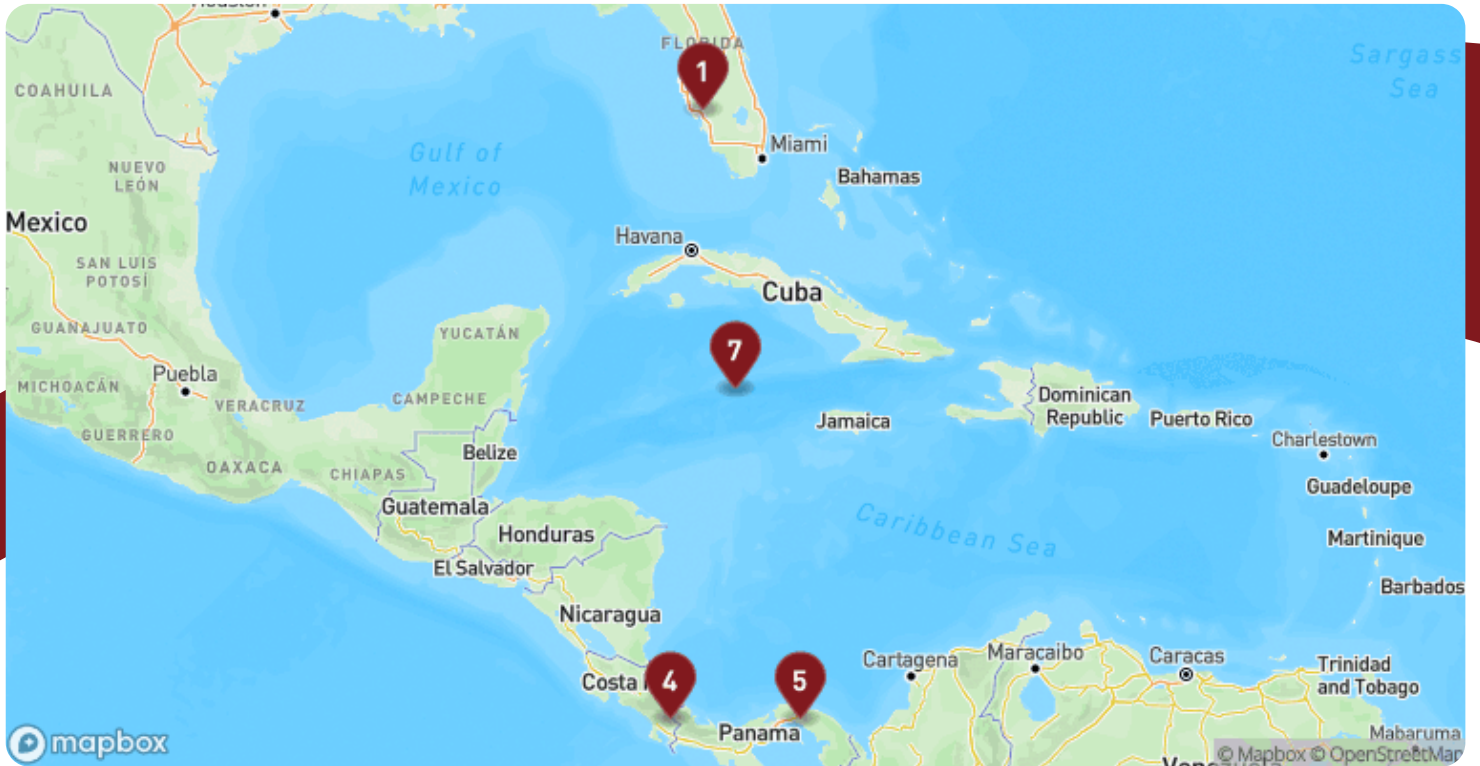 Houston
FLORIDA
1
Sargass
Sea
COAHUILA
Miami
Gulf of
Mexico
NUEVO
LEÓN
Bahamas
Mexico
Havana
SAN LUIS
POTOSÍ
Cuba
GUANAJUATO
YUCATÁN
7
Puebla
MICHOACÁN
VERACRUZ
CAMPECHE
Dominican
Republic
Jamaica
Puerto Rico
GUERRERO
Charlestown
Belize
OAXACA
CHIAPAS
Guadeloupe
Guatemala
Caribbean Sea
Honduras
Martinique
El Salvador
Barbados
Nicaragua
Cartagena
Maracaibo
Caracas
Trinidad
and Tobago
Costa
4
5
Panama
Mabaruma
mapbox
© Mapbox © OpenStreetMap
Venezuela